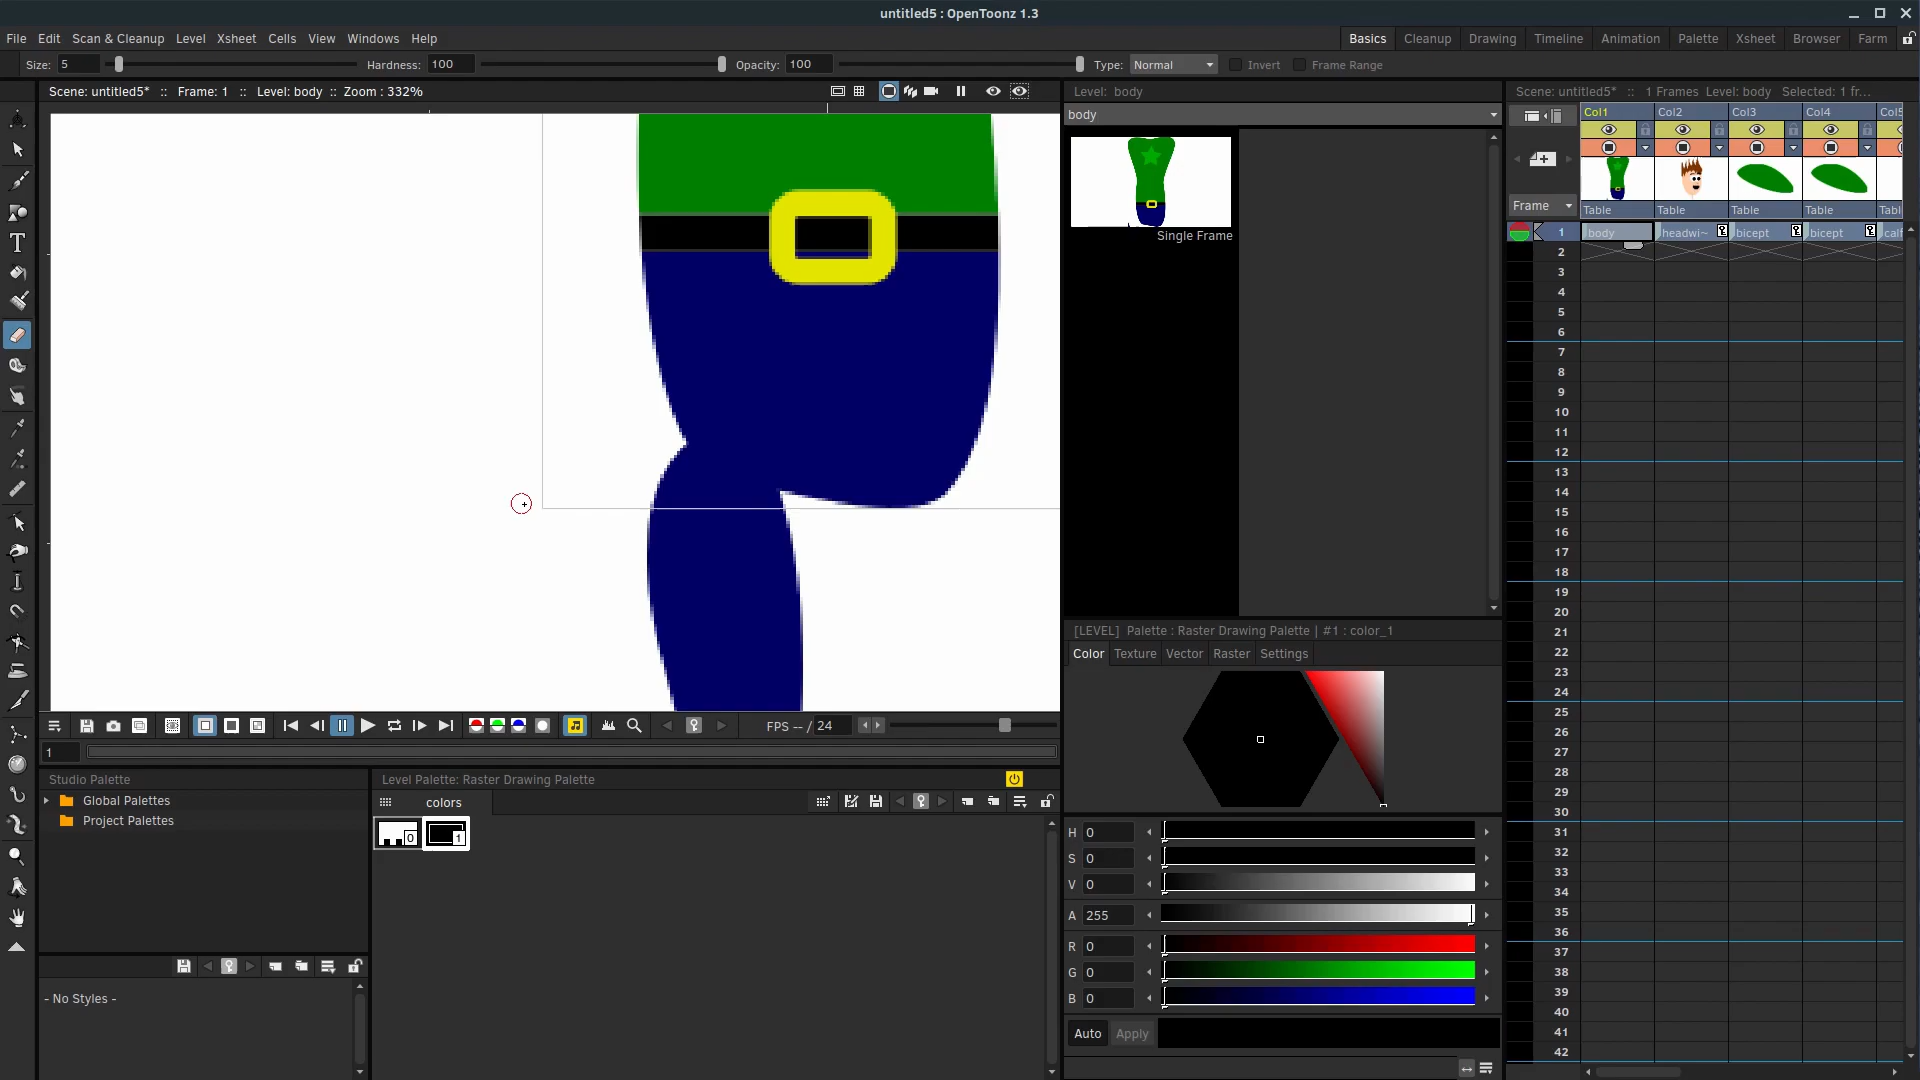 untitled5 : OpenToonz 1.3
File Edit Scan & Cleanup Level Xsheet Cells View Windows Help
Basics Cleanup Drawing Timeline Animation Palette Xsheet Browser Farm
Size: 5 Hardness: 100 Opacity: 100 Type: Normal Invert Frame Range
Scene: untitled5* :: Frame: 1 :: Level: body :: Zoom : 332%
Level: body
body
Single Frame
Scene: untitled5* :: 1 Frames Level: body Selected: 1 fr...
Col1 Col2 Col3 Col4 Col5
Table Table Table Table Tabl
Frame
1 body headwi~ bicept bicept calf
2
3
4
5
6
7
8
9
10
11
12
13
14
15
16
17
18
19
20
21
22
23
24
25
26
27
28
29
30
31
32
33
34
35
36
37
38
39
40
41
42
FPS -- / 24
1
Studio Palette
Global Palettes
Project Palettes
- No Styles -
Level Palette: Raster Drawing Palette
colors
0 1
[LEVEL] Palette : Raster Drawing Palette | #1 : color_1
Color Texture Vector Raster Settings
H 0
S 0
V 0
A 255
R 0
G 0
B 0
Auto Apply